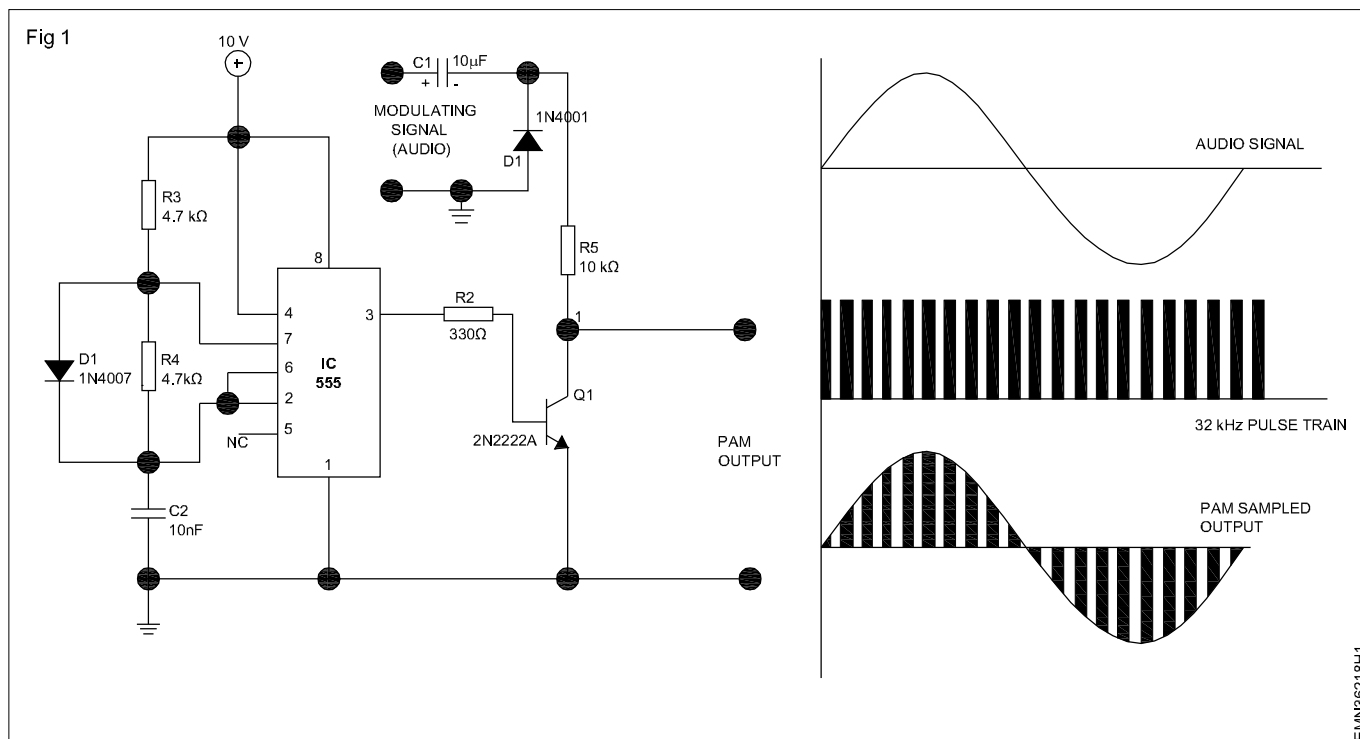 Fig 1
10 V
+
C1
10µF
+ -
MODULATING
SIGNAL
(AUDIO)
1N4001
D1
R3
4.7 kΩ
R5
10 kΩ
8
4
3
7
6
2
5
1
IC
555
R2
330Ω
1
D1
1N4007
R4
4.7kΩ
NC
Q1
2N2222A
PAM
OUTPUT
C2
10nF
AUDIO SIGNAL
32 kHz PULSE TRAIN
PAM SAMPLED
OUTPUT
EMN36218H1